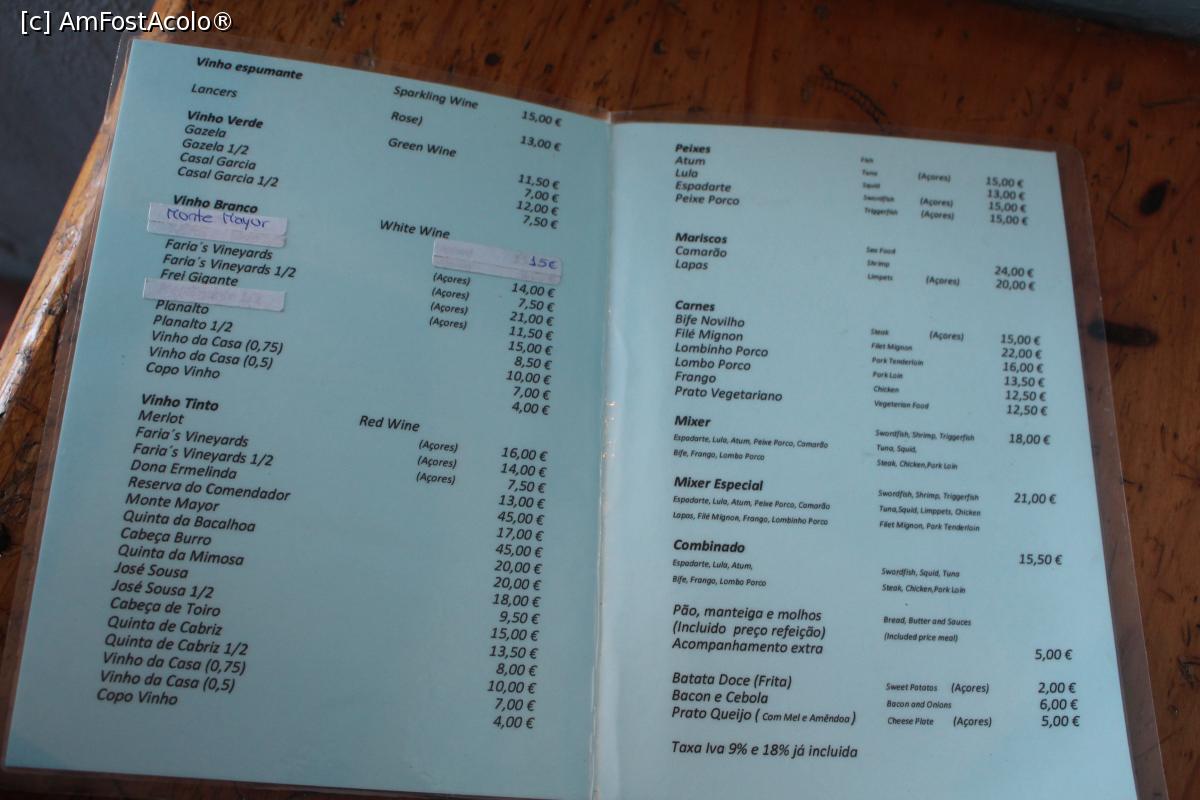 [c] AmFostAcolo®
Vinho espumante Sparkling Wine 15,00 €
Lancers Rose) 13,00 €
Vinho Verde Green Wine
Gazela 11,50 €
Gazela 1/2 7,00 €
Casal Garcia 12,00 €
Casal Garcia 1/2 7,50 €
Vinho Branco White Wine
Monte Mayor 15€
Faria´s Vineyards (Açores) 14,00 €
Faria´s Vineyards 1/2 (Açores) 7,50 €
Frei Gigante (Açores) 21,00 €
(Açores) 11,50 €
Planalto 15,00 €
Planalto 1/2 8,50 €
Vinho da Casa (0,75) 10,00 €
Vinho da Casa (0,5) 7,00 €
Copo Vinho 4,00 €
Vinho Tinto Red Wine
Merlot (Açores) 16,00 €
Faria´s Vineyards (Açores) 14,00 €
Faria´s Vineyards 1/2 (Açores) 7,50 €
Dona Ermelinda 13,00 €
Reserva do Comendador 45,00 €
Monte Mayor 17,00 €
Quinta da Bacalhoa 45,00 €
Cabeça Burro 20,00 €
Quinta da Mimosa 20,00 €
José Sousa 18,00 €
José Sousa 1/2 9,50 €
Cabeça de Toiro 15,00 €
Quinta de Cabriz 13,50 €
Quinta de Cabriz 1/2 8,00 €
Vinho da Casa (0,75) 10,00 €
Vinho da Casa (0,5) 7,00 €
Copo Vinho 4,00 €
Peixes Fish
Atum Tuna (Açores) 15,00 €
Lula Squid 13,00 €
Espadarte Swordfish (Açores) 15,00 €
Peixe Porco Triggerfish (Açores) 15,00 €
Mariscos Sea Food
Camarão Shrimp 24,00 €
Lapas Limpets (Açores) 20,00 €
Carnes
Bife Novilho Steak (Açores) 15,00 €
Filé Mignon Filet Mignon 22,00 €
Lombinho Porco Pork Tenderloin 16,00 €
Lombo Porco Pork Loin 13,50 €
Frango Chicken 12,50 €
Prato Vegetariano Vegeterian Food 12,50 €
Mixer
Espadarte, Lula, Atum, Peixe Porco, Camarão Swordfish, Shrimp, Triggerfish 18,00 €
Bife, Frango, Lombo Porco Tuna, Squid,
Steak, Chicken,Pork Loin
Mixer Especial
Espadarte, Lula, Atum, Peixe Porco, Camarão Swordfish, Shrimp, Triggerfish 21,00 €
Lapas, Filé Mignon, Frango, Lombinho Porco Tuna,Squid, Limppets, Chicken
Filet Mignon, Pork Tenderloin
Combinado 15,50 €
Espadarte, Lula, Atum, Swordfish, Squid, Tuna
Bife, Frango, Lombo Porco Steak, Chicken,Pork Loin
Pão, manteiga e molhos Bread, Butter and Sauces
(Incluido preço refeição) (Included price meal)
Acompanhamento extra 5,00 €
Batata Doce (Frita) Sweet Potatos (Açores) 2,00 €
Bacon e Cebola Bacon and Onions 6,00 €
Prato Queijo ( Com Mel e Amêndoa ) Cheese Plate (Açores) 5,00 €
Taxa Iva 9% e 18% já incluida